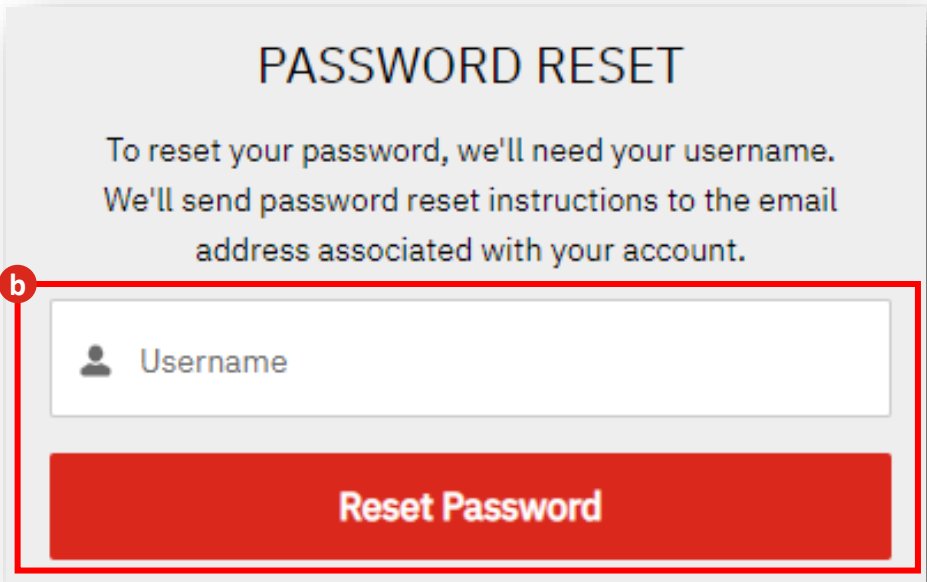 PASSWORD RESET
To reset your password, we'll need your username.
We'll send password reset instructions to the email
address associated with your account.
b
Username
Reset Password